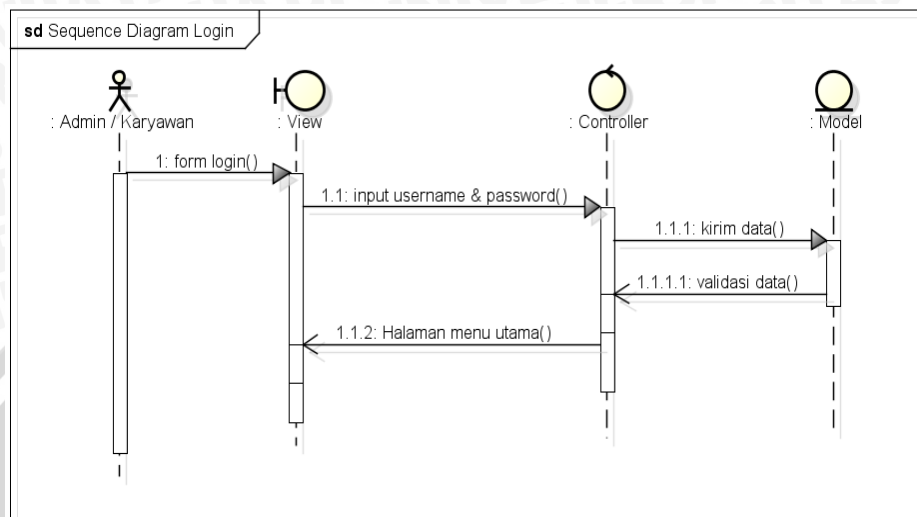 sd Sequence Diagram Login
: Admin / Karyawan
: View
: Controller
: Model
1: form login()
1.1: input username & password()
1.1.1: kirim data()
1.1.1.1: validasi data()
1.1.2: Halaman menu utama()